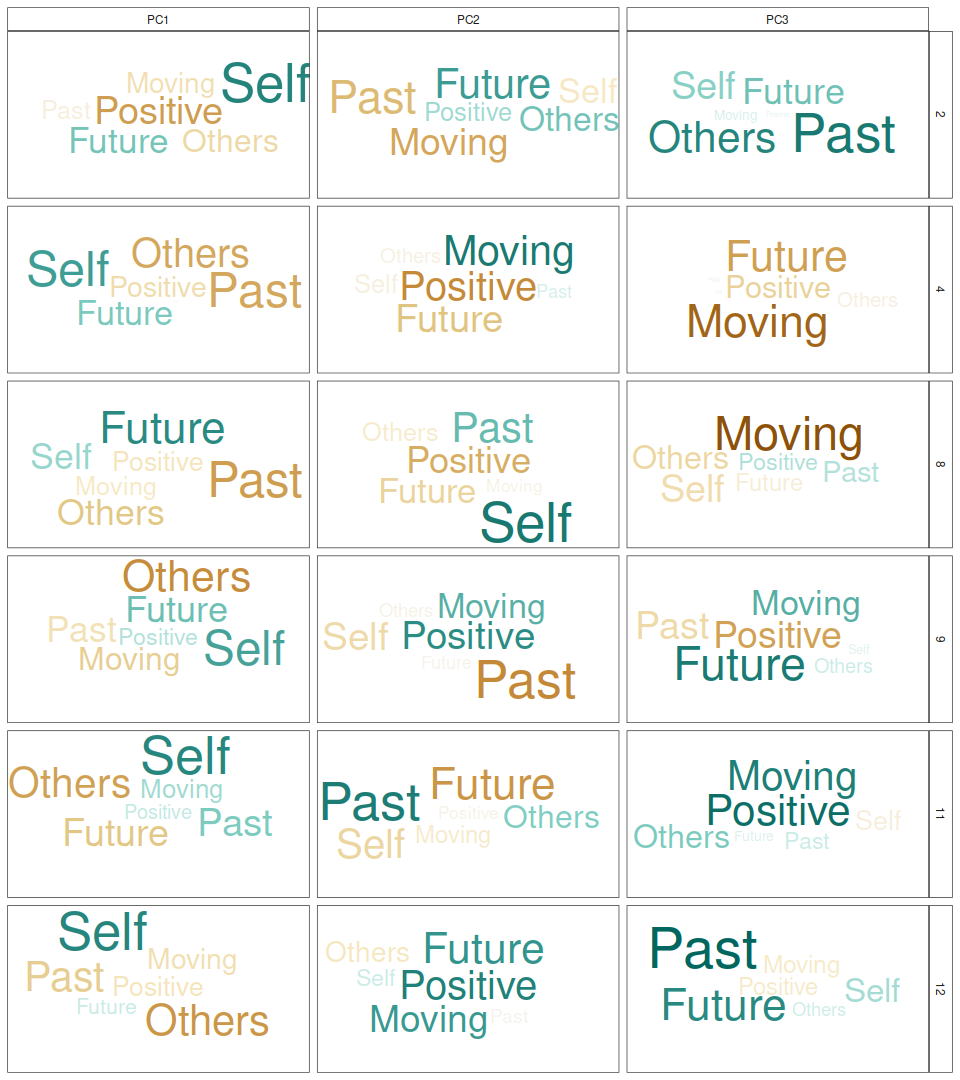 PC1
PC2
PC3
Moving Self
Past Positive
Future Others
Past Future Self
Positive Others
Moving
Self Future
Moving
Others Past
2
Self Others
Positive Past
Future
Others Moving
Self Positive Past
Future
Future
Positive Others
Moving
4
Future
Self Positive
Moving Past
Others
Others Past
Positive
Future Moving
Self
Moving
Others Positive Past
Self Future
8
Others
Future
Past Positive Self
Moving
Others Moving
Self Positive
Future Past
Moving
Past Positive Self
Future Others
9
Self
Others Moving
Positive Past
Future
Past Future
Positive Others
Self Moving
Moving
Positive Self
Others Future Past
11
Self
Moving
Past Positive
Future Others
Others Future
Self Positive
Moving Past
Past Moving
Positive Self
Future Others
12